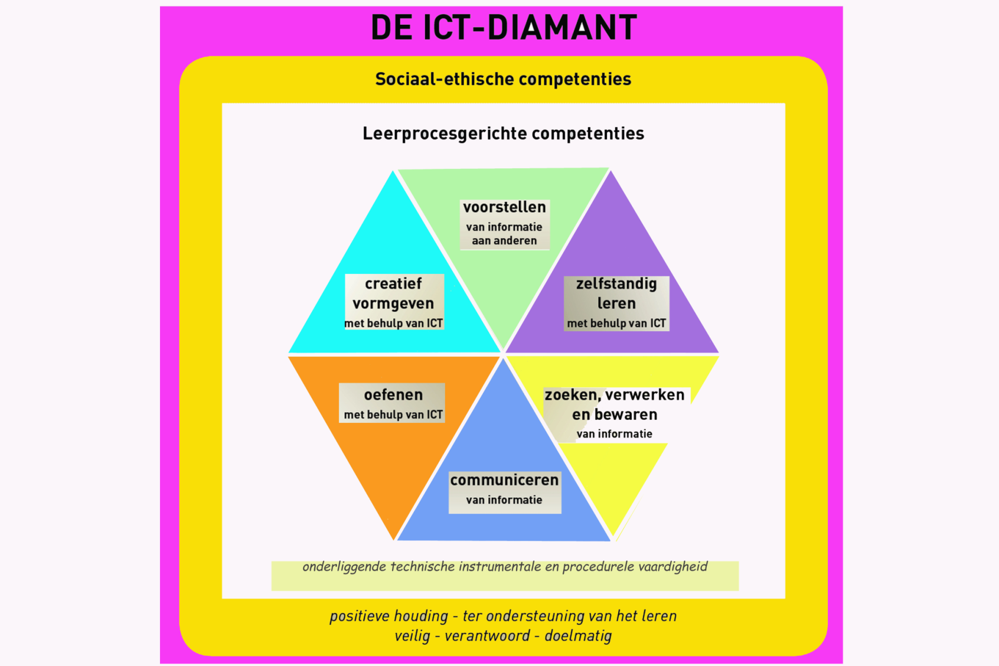 DE ICT-DIAMANT
Sociaal-ethische competenties
Leerprocesgerichte competenties
voorstellen
van informatie
aan anderen
creatief
vormgeven
met behulp van ICT
zelfstandig
leren
met behulp van ICT
oefenen
met behulp van ICT
zoeken, verwerken
en bewaren
van informatie
communiceren
van informatie
onderliggende technische instrumentale en procedurele vaardigheid
positieve houding - ter ondersteuning van het leren
veilig - verantwoord - doelmatig